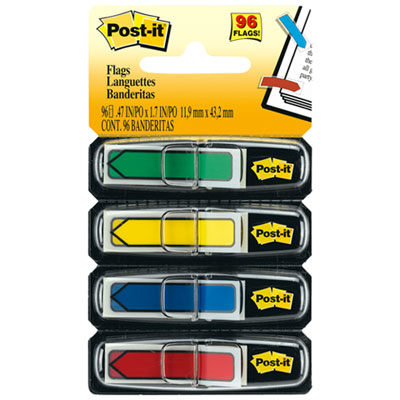 Post-it
96
FLAGS!
Flags
Languettes
Banderitas
96 .47 IN/PO x 1.7 IN/PO 11,9 mm x 43,2 mm
CONT. 96 BANDERITAS
party.
Post-it
Post-it
Post-it
Post-it